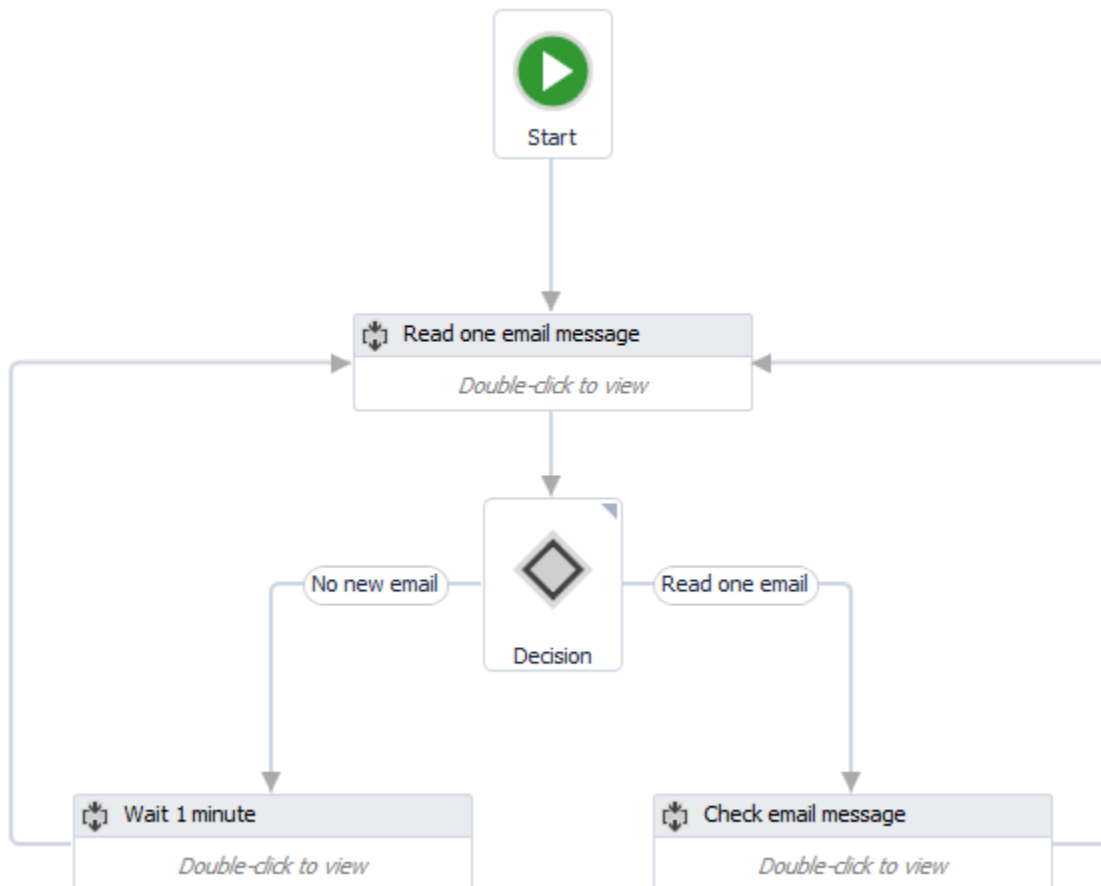 Start
Read one email message
Double-click to view
No new email
Read one email
Decision
Wait 1 minute
Check email message
Double-click to view
Double-click to view